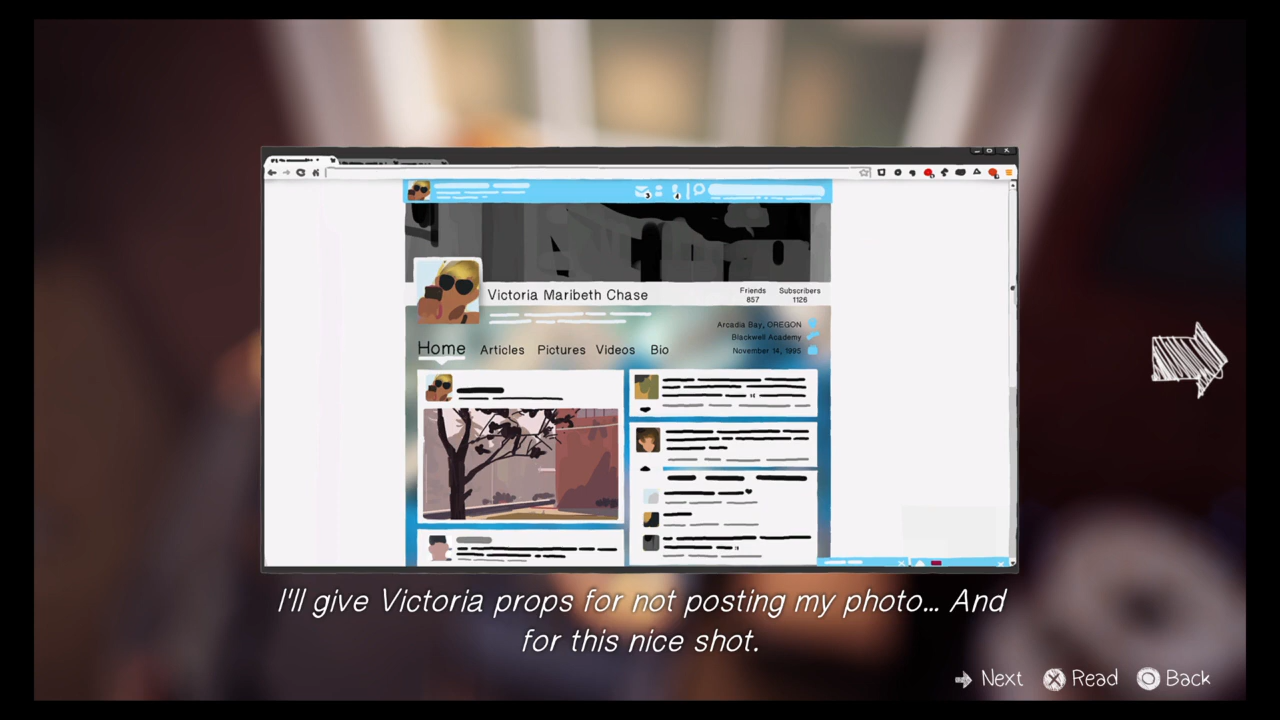 Victoria Maribeth Chase
Friends
857
Subscribers
1126
Arcadia Bay, OREGON
Blackwell Academy
November 14, 1995
Home Articles Pictures Videos Bio
I'll give Victoria props for not posting my photo... And
for this nice shot.
Next Read Back